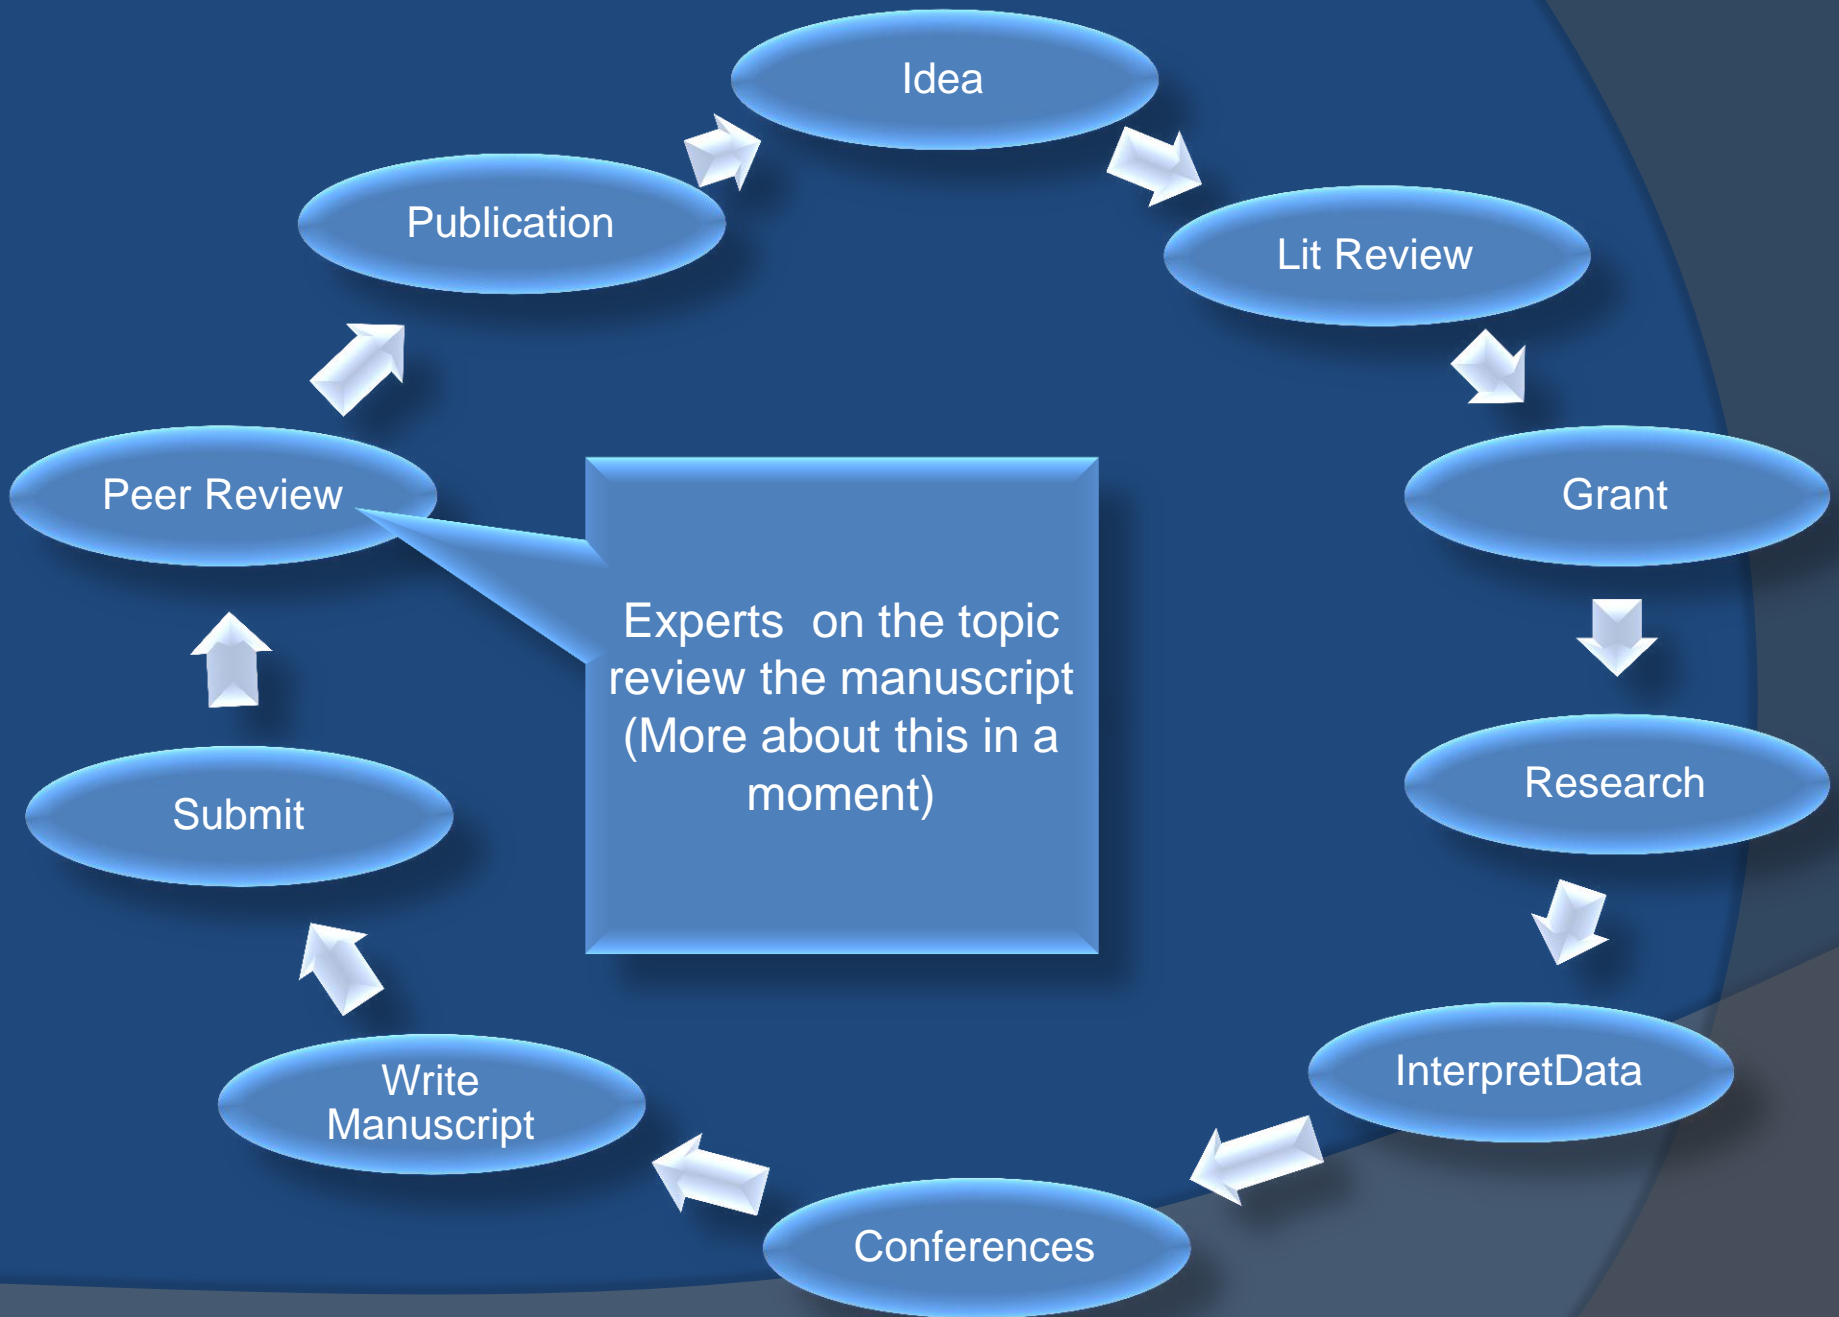 Idea
Lit Review
Grant
Research
InterpretData
Conferences
Write
Manuscript
Submit
Peer Review
Publication
Experts  on the topic
review the manuscript
(More about this in a
moment)